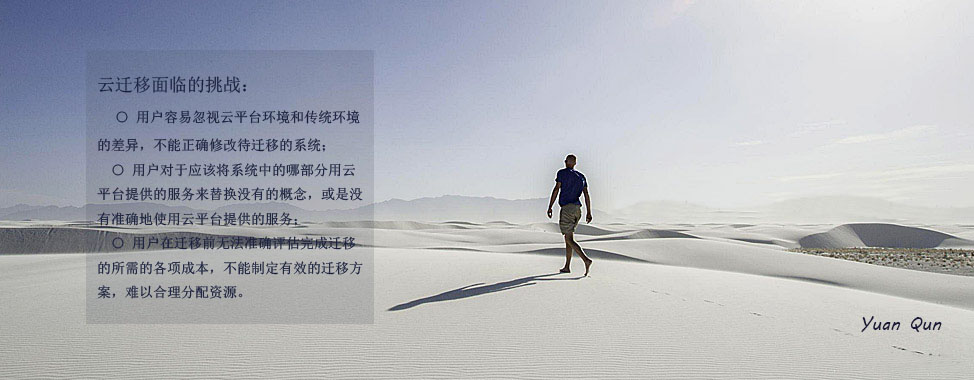 云迁移面临的挑战：
○ 用户容易忽视云平台环境和传统环境
的差异，不能正确修改待迁移的系统；
○ 用户对于应该将系统中的哪部分用云
平台提供的服务来替换没有的概念，或是没
有准确地使用云平台提供的服务；
○ 用户在迁移前无法准确评估完成迁移
的所需的各项成本，不能制定有效的迁移方
案，难以合理分配资源。
Yuan Qun